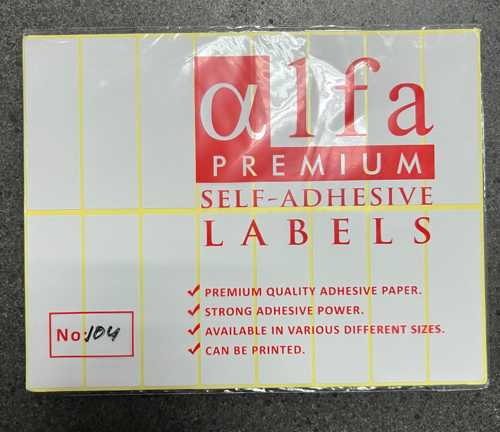 αlfa
PREMIUM
SELF-ADHESIVE
LABELS
PREMIUM QUALITY ADHESIVE PAPER.
STRONG ADHESIVE POWER.
AVAILABLE IN VARIOUS DIFFERENT SIZES.
CAN BE PRINTED.
No: 104